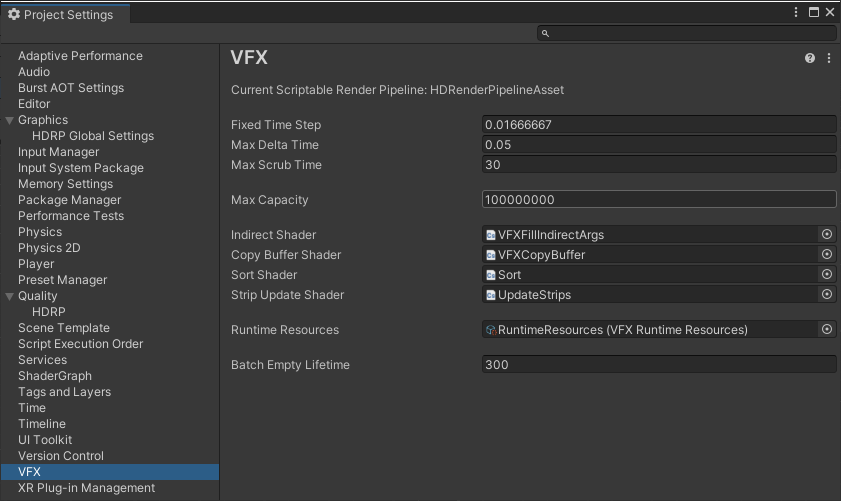 Project Settings
Adaptive Performance
Audio
Burst AOT Settings
Editor
Graphics
HDRP Global Settings
Input Manager
Input System Package
Memory Settings
Package Manager
Performance Tests
Physics
Physics 2D
Player
Preset Manager
Quality
HDRP
Scene Template
Script Execution Order
Services
ShaderGraph
Tags and Layers
Time
Timeline
UI Toolkit
Version Control
VFX
XR Plug-in Management
VFX
Current Scriptable Render Pipeline: HDRenderPipelineAsset
Fixed Time Step 0.01666667
Max Delta Time 0.05
Max Scrub Time 30
Max Capacity 100000000
Indirect Shader VFXFillIndirectArgs
Copy Buffer Shader VFXCopyBuffer
Sort Shader Sort
Strip Update Shader UpdateStrips
Runtime Resources RuntimeResources (VFX Runtime Resources)
Batch Empty Lifetime 300